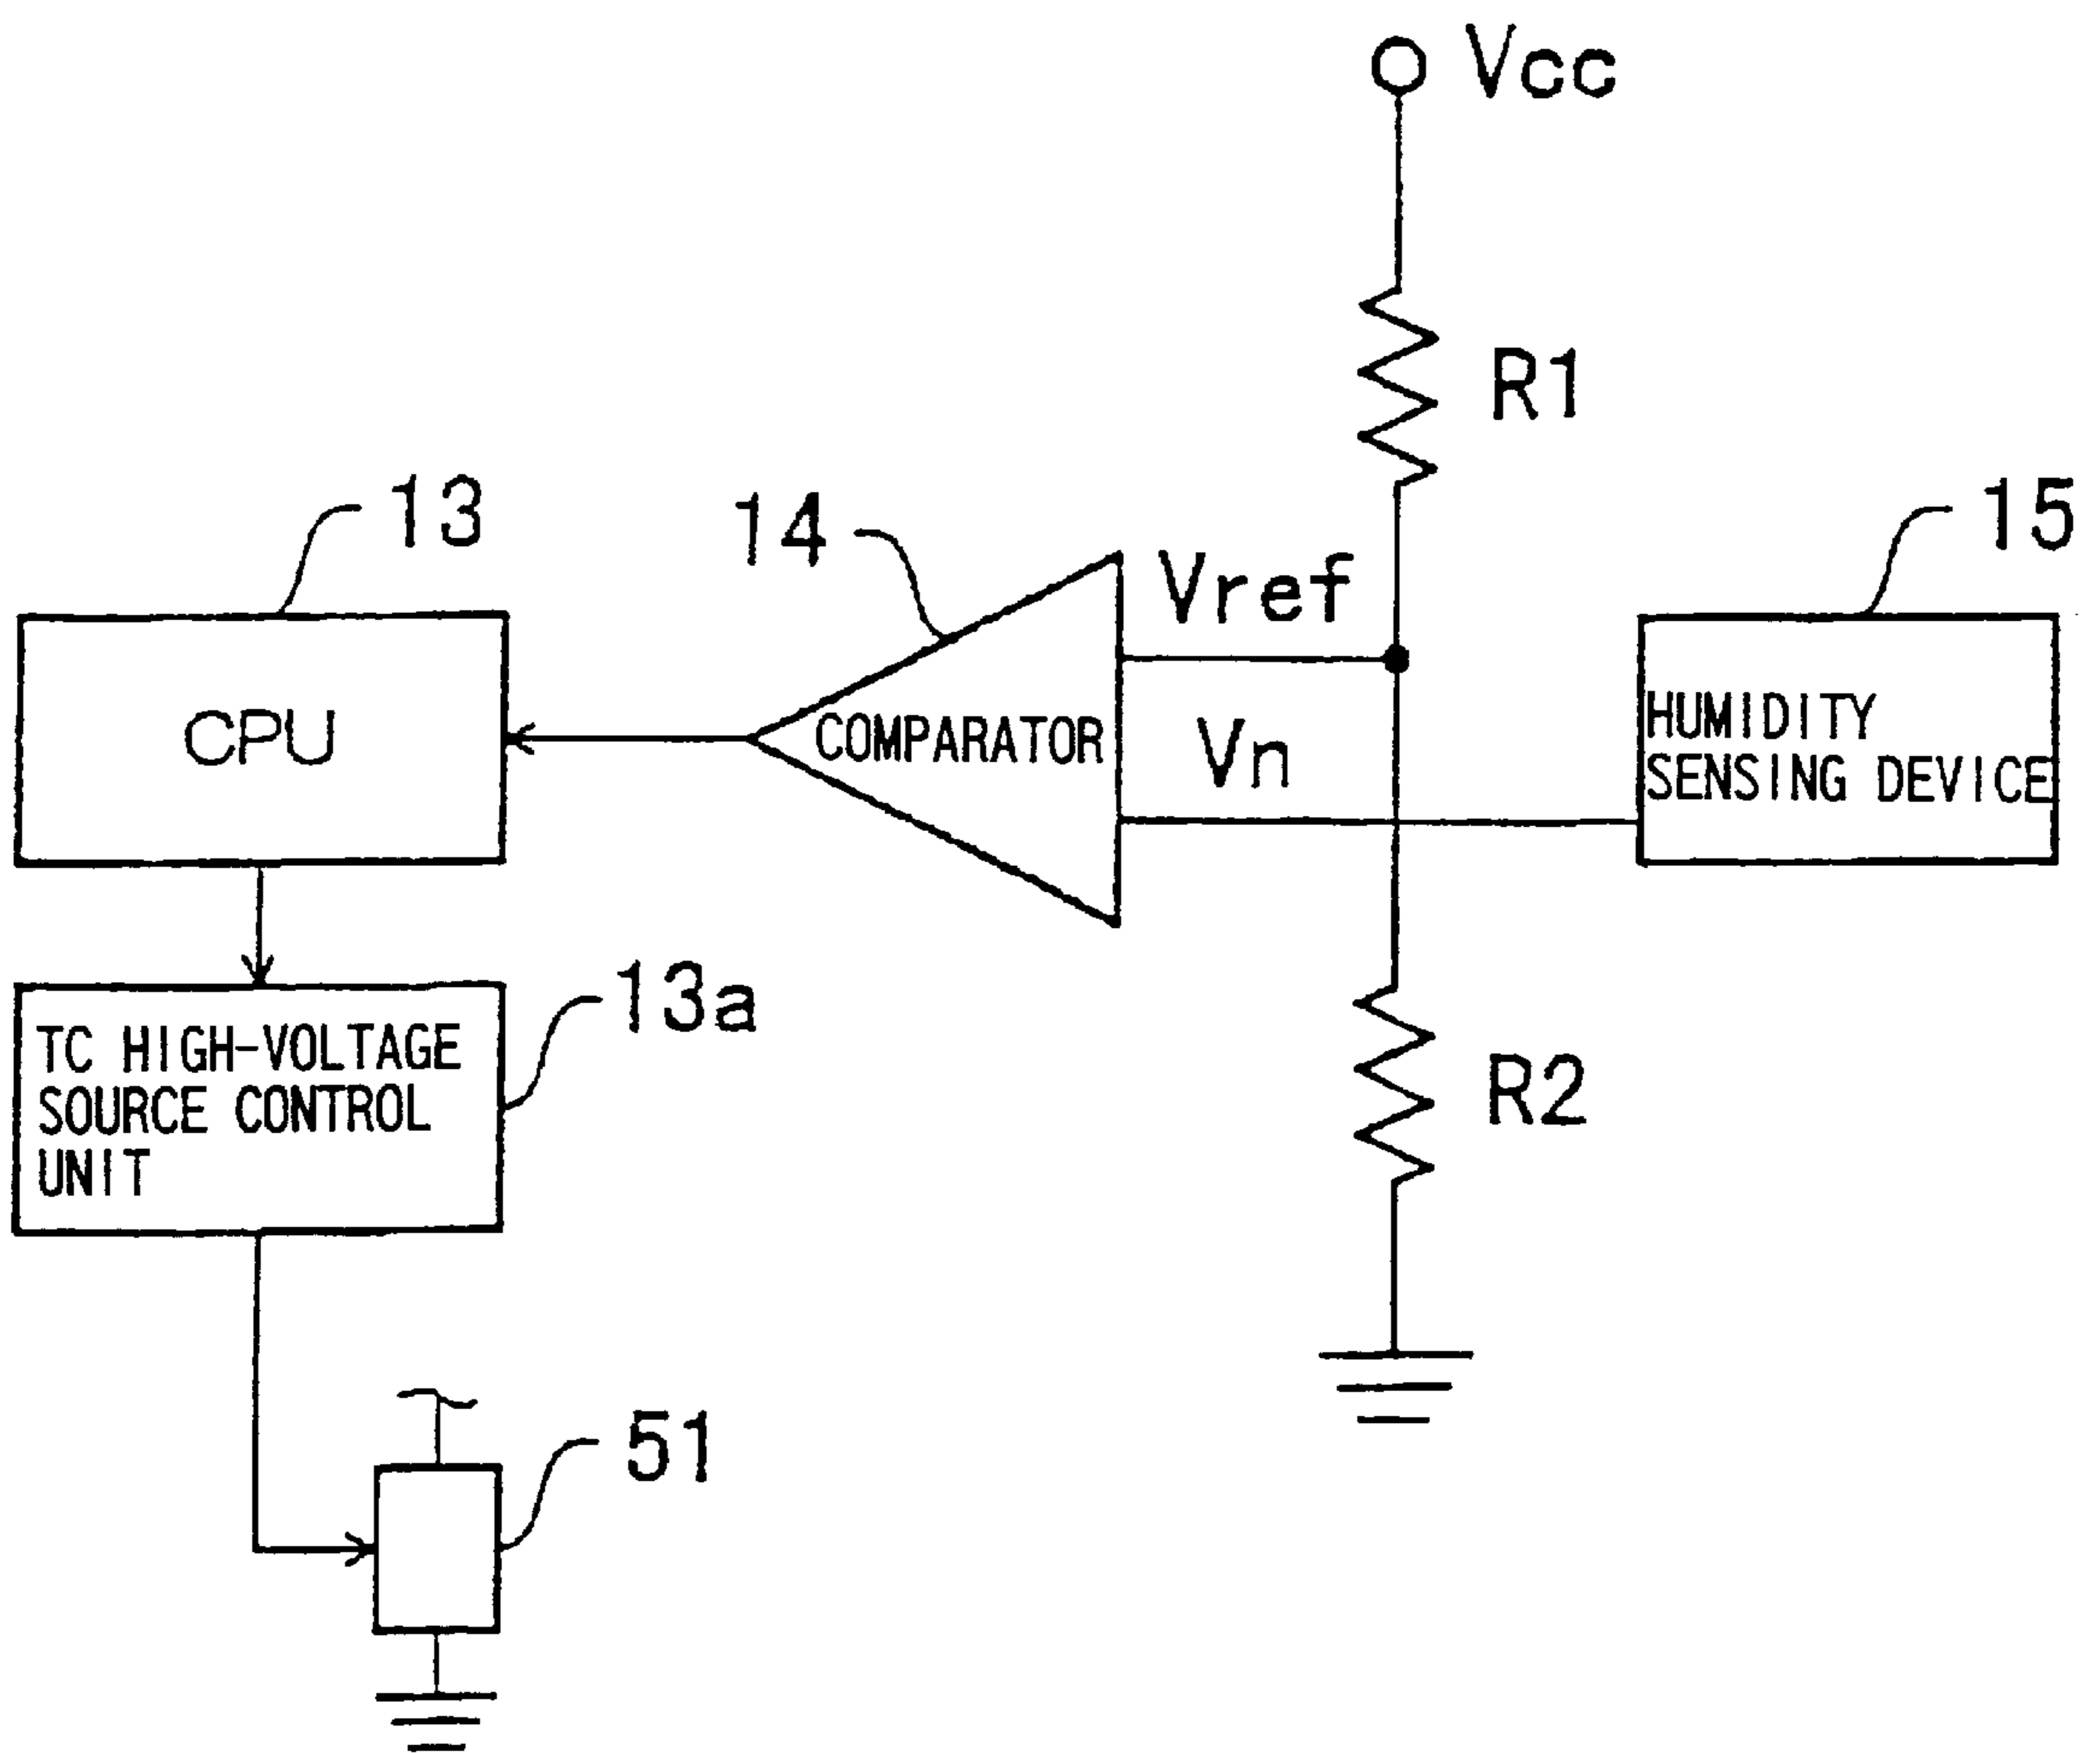 Vcc
R1
13
14
Vref
15
CPU
COMPARATOR
Vn
HUMIDITY
SENSING DEVICE
13a
TC HIGH-VOLTAGE
SOURCE CONTROL
UNIT
R2
51